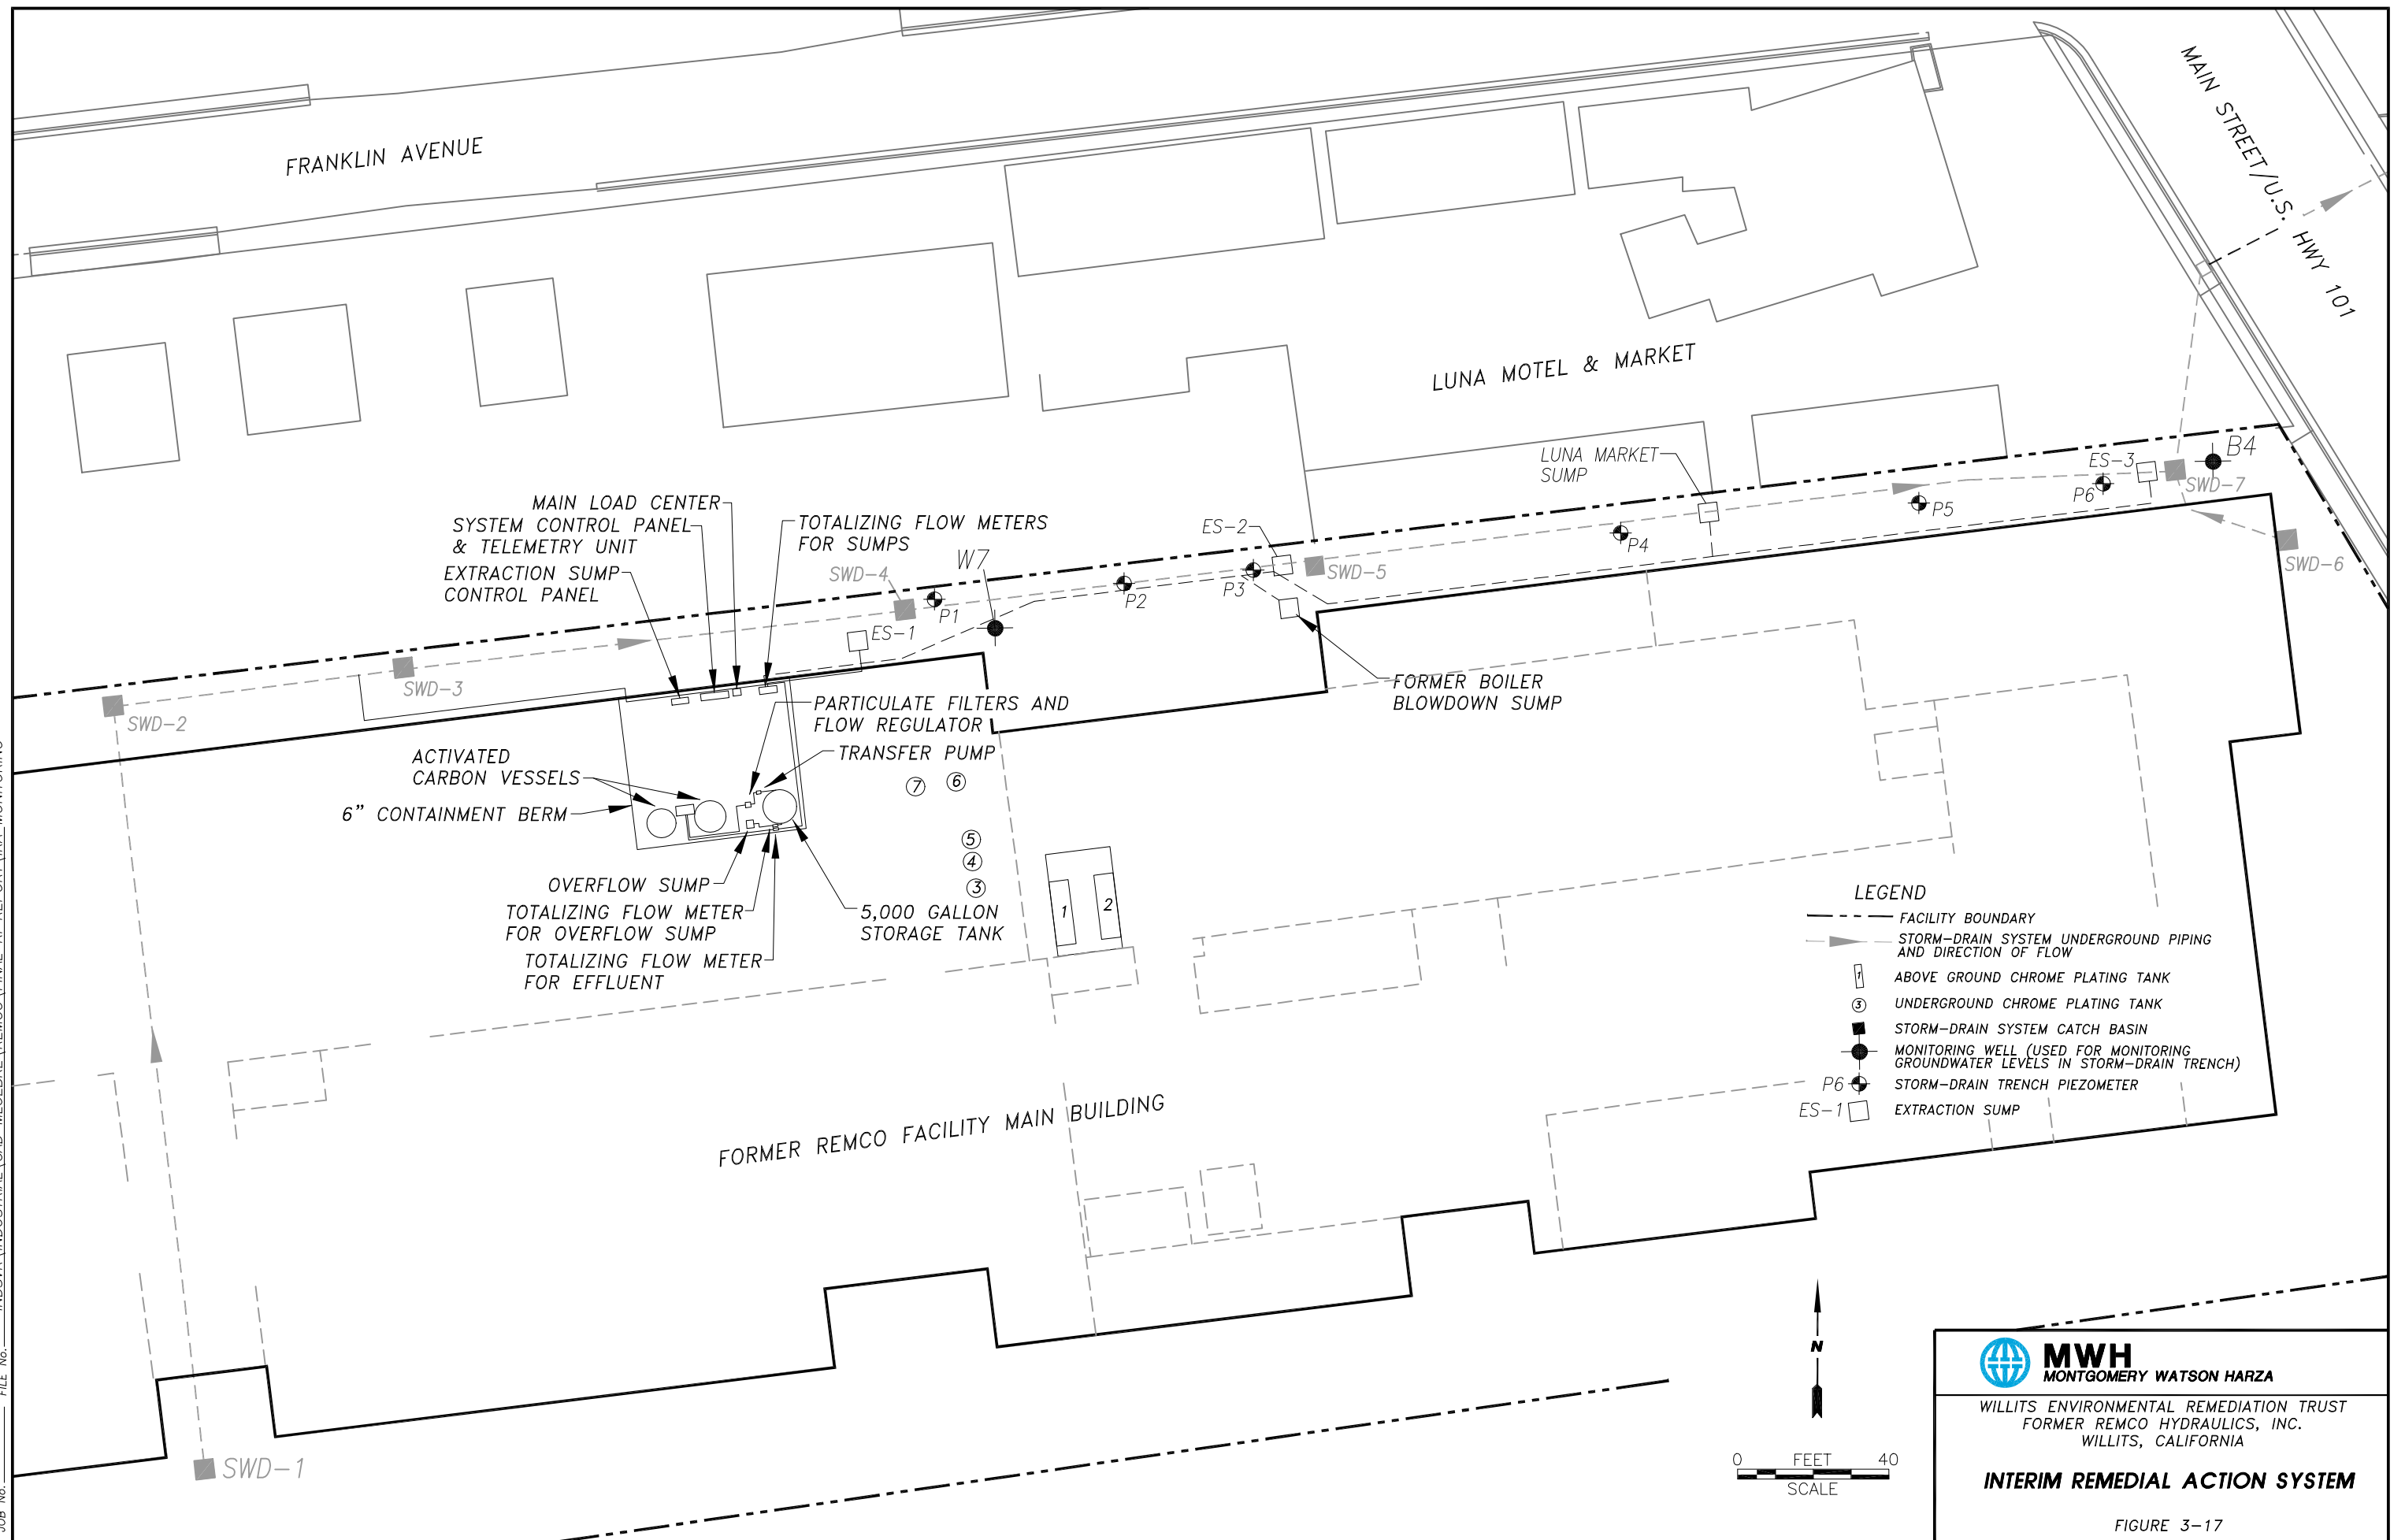 FRANKLIN AVENUE
MAIN STREET/U.S. HWY 101
LUNA MOTEL & MARKET
LUNA MARKET
SUMP
ES-3
B4
P6
SWD-7
P5
SWD-6
P4
ES-2
SWD-5
P3
P2
W7
SWD-4
P1
ES-1
MAIN LOAD CENTER
SYSTEM CONTROL PANEL
& TELEMETRY UNIT
EXTRACTION SUMP
CONTROL PANEL
TOTALIZING FLOW METERS
FOR SUMPS
SWD-3
SWD-2
FORMER BOILER
BLOWDOWN SUMP
PARTICULATE FILTERS AND
FLOW REGULATOR
TRANSFER PUMP
ACTIVATED
CARBON VESSELS
6" CONTAINMENT BERM
7
6
5
4
3
1
2
OVERFLOW SUMP
TOTALIZING FLOW METER
FOR OVERFLOW SUMP
TOTALIZING FLOW METER
FOR EFFLUENT
5,000 GALLON
STORAGE TANK
FORMER REMCO FACILITY MAIN BUILDING
SWD-1
LEGEND
FACILITY BOUNDARY
STORM-DRAIN SYSTEM UNDERGROUND PIPING
AND DIRECTION OF FLOW
1
ABOVE GROUND CHROME PLATING TANK
3
UNDERGROUND CHROME PLATING TANK
STORM-DRAIN SYSTEM CATCH BASIN
MONITORING WELL (USED FOR MONITORING
GROUNDWATER LEVELS IN STORM-DRAIN TRENCH)
P6
STORM-DRAIN TRENCH PIEZOMETER
ES-1
EXTRACTION SUMP
N
0 FEET 40
SCALE
MWH
MONTGOMERY WATSON HARZA
WILLITS ENVIRONMENTAL REMEDIATION TRUST
FORMER REMCO HYDRAULICS, INC.
WILLITS, CALIFORNIA
INTERIM REMEDIAL ACTION SYSTEM
FIGURE 3-17
JOB No. FILE No.